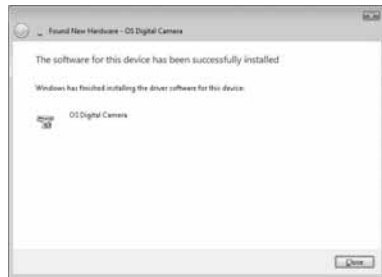 Found New Hardware - OS Digital Camera
The software for this device has been successfully installed
Windows has finished installing the driver software for this device:
OS Digital Camera
Close